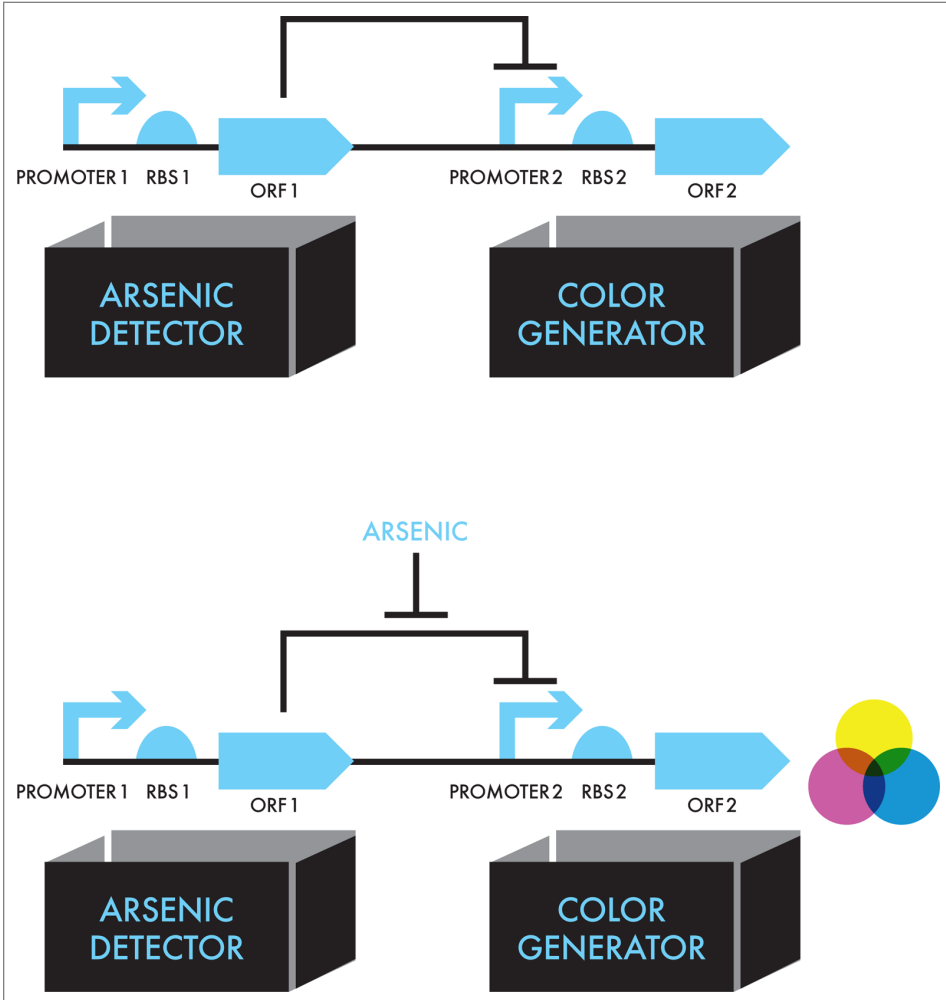 PROMOTER 1 RBS 1 ORF 1 PROMOTER 2 RBS 2 ORF 2
ARSENIC
DETECTOR
COLOR
GENERATOR
ARSENIC
PROMOTER 1 RBS 1 ORF 1 PROMOTER 2 RBS 2 ORF 2
ARSENIC
DETECTOR
COLOR
GENERATOR